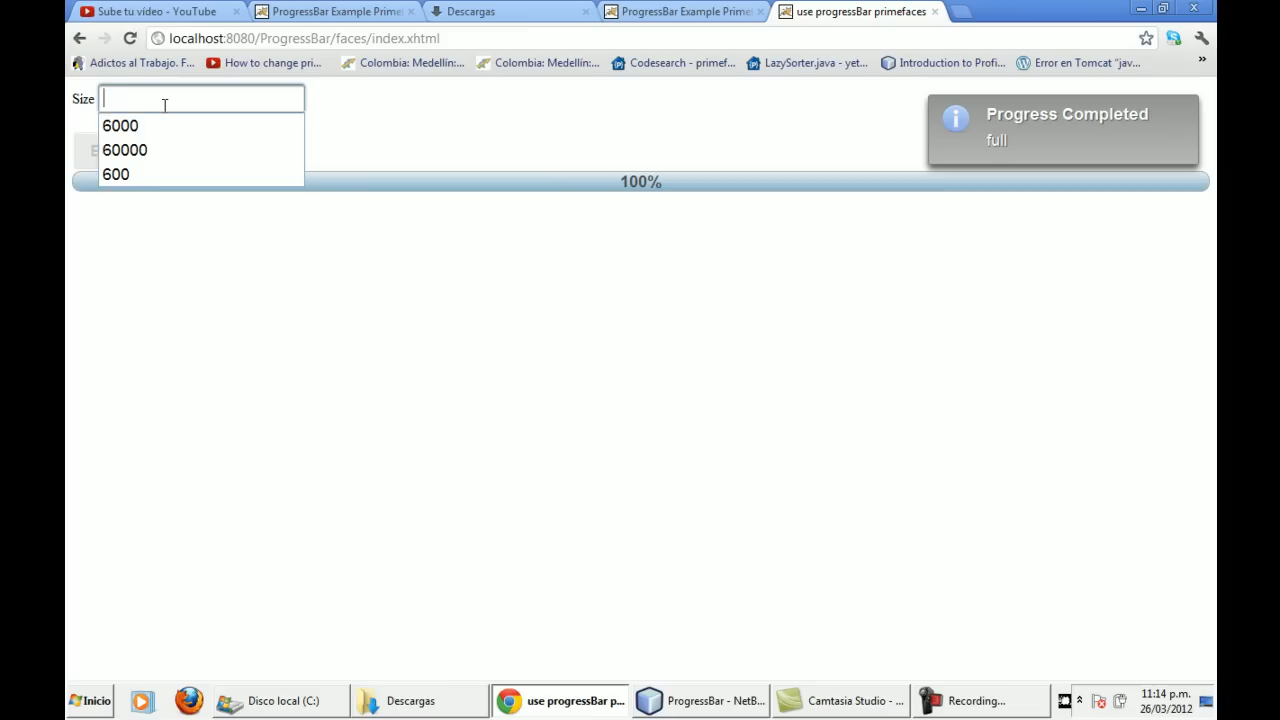 Sube tu vídeo - YouTube
ProgressBar Example Primef
Descargas
ProgressBar Example Primef
use progressBar primefaces
localhost:8080/ProgressBar/faces/index.xhtml
Adictos al Trabajo. F...
How to change pri...
Colombia: Medellín:...
Colombia: Medellín:...
Codesearch - primef...
LazySorter.java - yet...
Introduction to Profi...
Error en Tomcat "jav...
Size
6000
60000
600
Progress Completed
full
100%
Inicio
Disco local (C:)
Descargas
use progressBar p...
ProgressBar - NetB...
Camtasia Studio - ...
Recording...
11:14 p.m.
26/03/2012